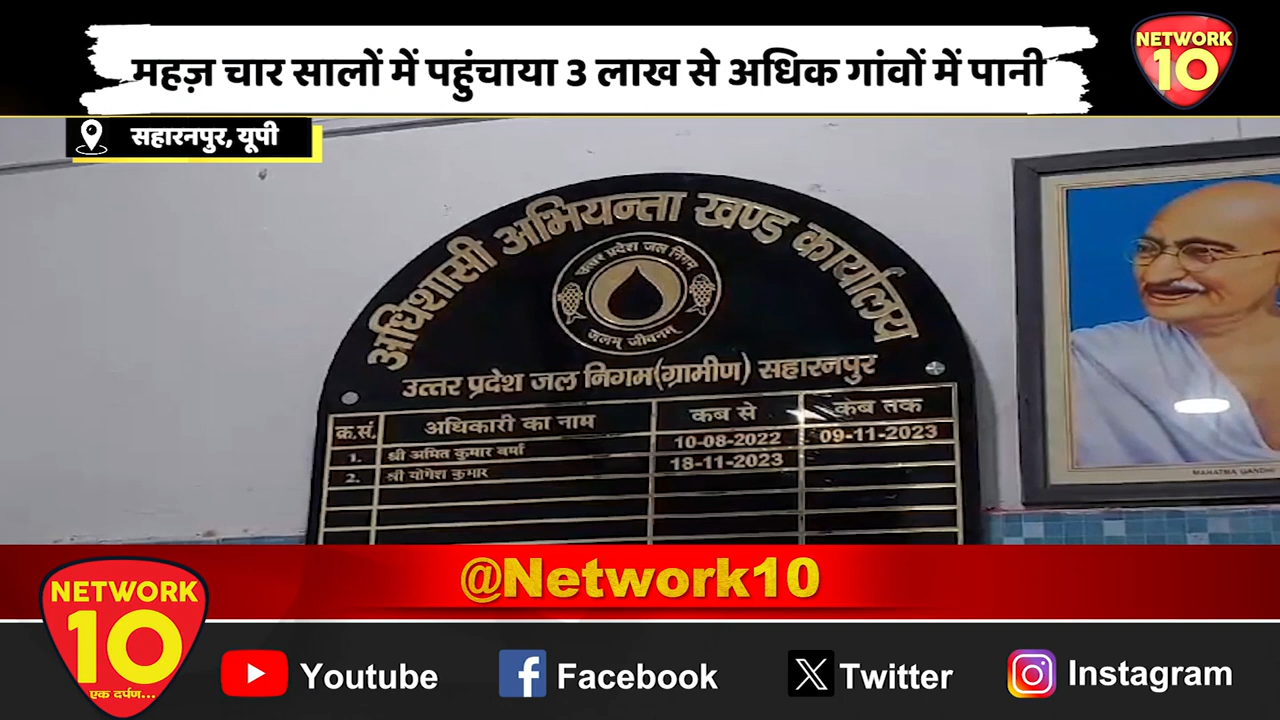 महज़ चार सालों में पहुंचाया 3 लाख से अधिक गांवों में पानी
NETWORK
10
सहारनपुर, यूपी
अधिशासी अभियन्ता खण्ड कार्यालय
उत्तर प्रदेश जल निगम
जलम् जीवनम्
उत्तर प्रदेश जल निगम(ग्रामीण) सहारनपुर
क्र.सं. अधिकारी का नाम कब से कब तक
1. श्री अमित कुमार वर्मा 10-08-2022 09-11-2023
2. श्री योगेश कुमार 18-11-2023
MAHATMA GANDHI
@Network10
NETWORK
10
एक दर्पण...
Youtube Facebook Twitter Instagram